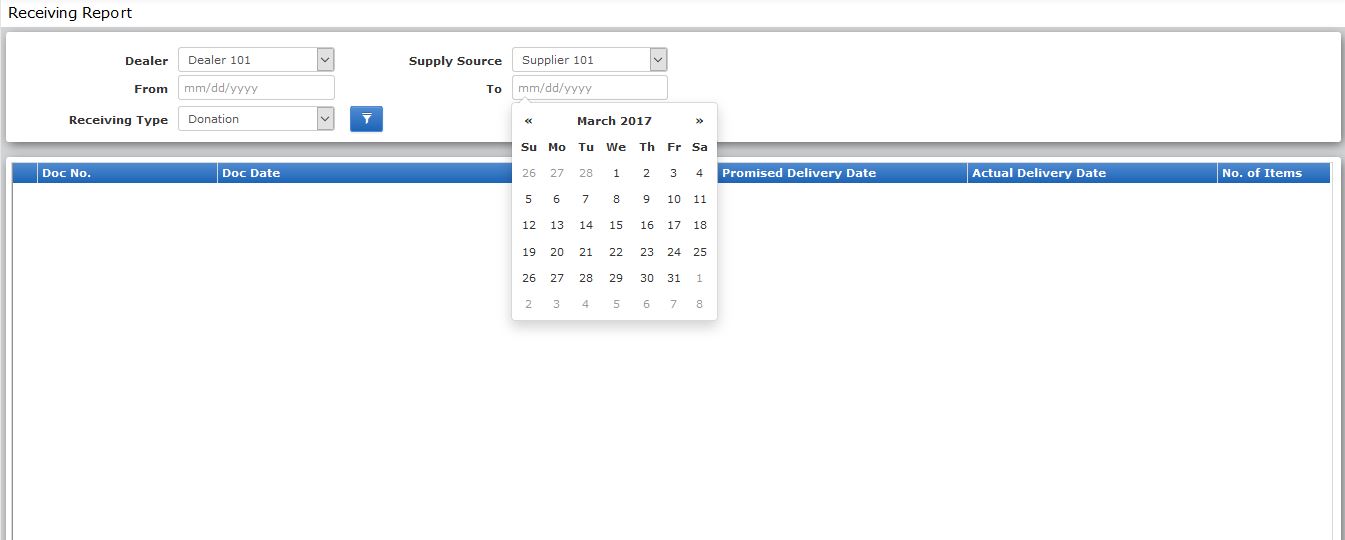 Receiving Report
Dealer Dealer 101 Supply Source Supplier 101
From mm/dd/yyyy To mm/dd/yyyy
Receiving Type Donation
« March 2017 »
Su Mo Tu We Th Fr Sa
26 27 28 1 2 3 4
5 6 7 8 9 10 11
12 13 14 15 16 17 18
19 20 21 22 23 24 25
26 27 28 29 30 31 1
2 3 4 5 6 7 8
Doc No. Doc Date Promised Delivery Date Actual Delivery Date No. of Items